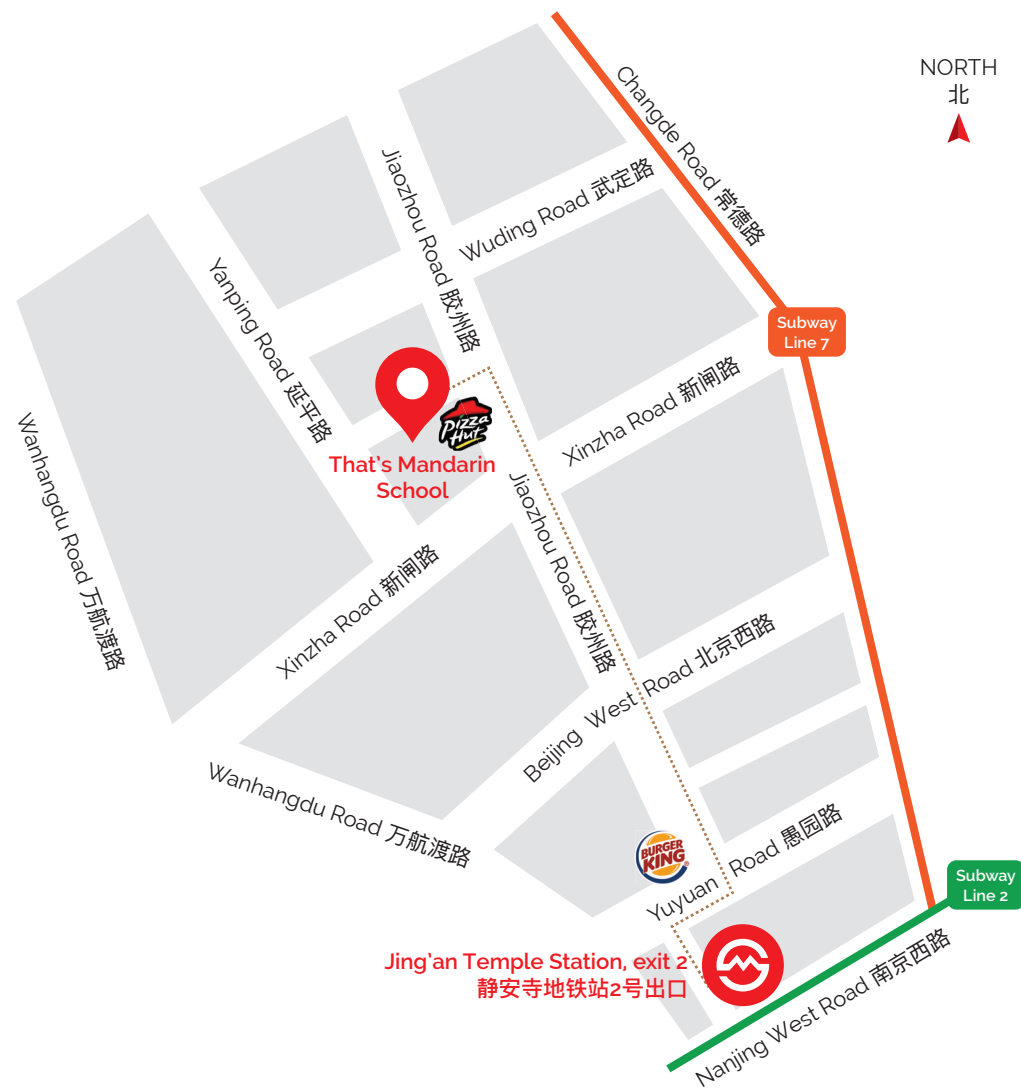 NORTH
北
Changde Road 常德路
Jiaozhou Road 胶州路
Wuding Road 武定路
Yanping Road 延平路
Subway
Line 7
Pizza
Hut
Xinzha Road 新闸路
That's Mandarin
School
Wanhangdu Road 万航渡路
Jiaozhou Road 胶州路
Xinzha Road 新闸路
Beijing West Road 北京西路
Wanhangdu Road 万航渡路
BURGER
KING
Yuyuan Road 愚园路
Subway
Line 2
Jing'an Temple Station, exit 2
静安寺地铁站2号出口
Nanjing West Road 南京西路